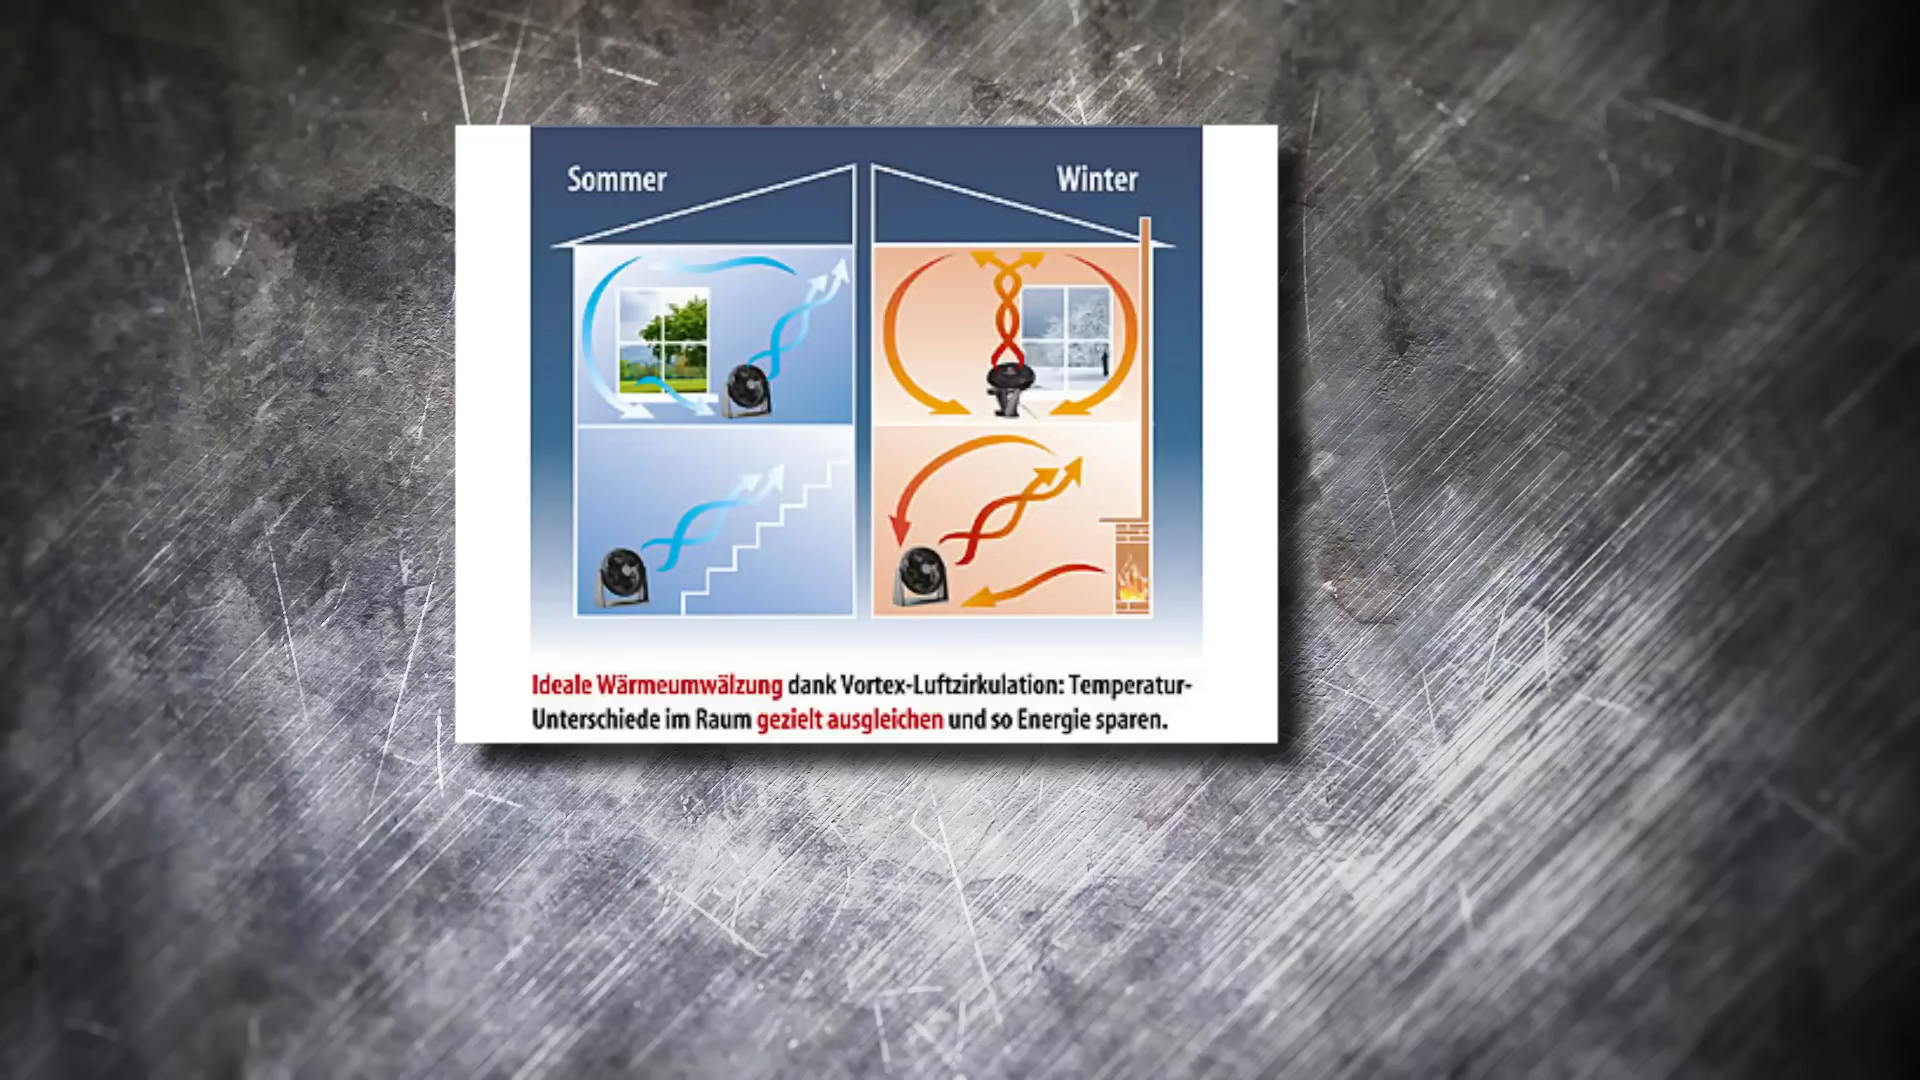 Sommer
Winter
Ideale Wärmeumwälzung dank Vortex-Luftzirkulation: Temperatur-
Unterschiede im Raum gezielt ausgleichen und so Energie sparen.